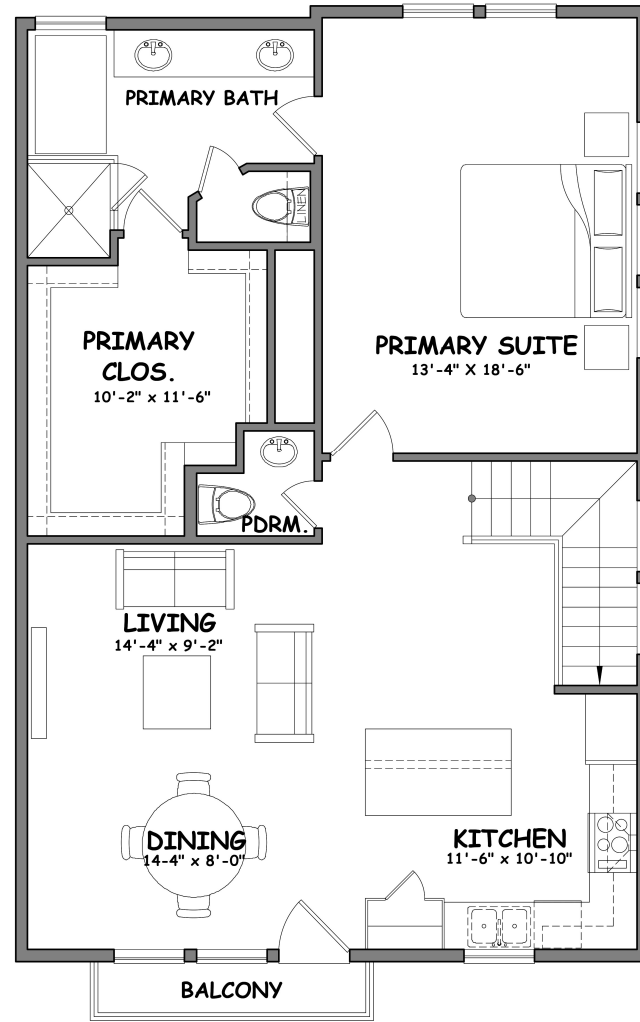 PRIMARY BATH
LINEN
PRIMARY
CLOS.
10'-2" x 11'-6"
PRIMARY SUITE
13'-4" X 18'-6"
PDRM.
LIVING
14'-4" x 9'-2"
DINING
14-4" x 8'-0"
KITCHEN
11'-6" x 10'-10"
BALCONY